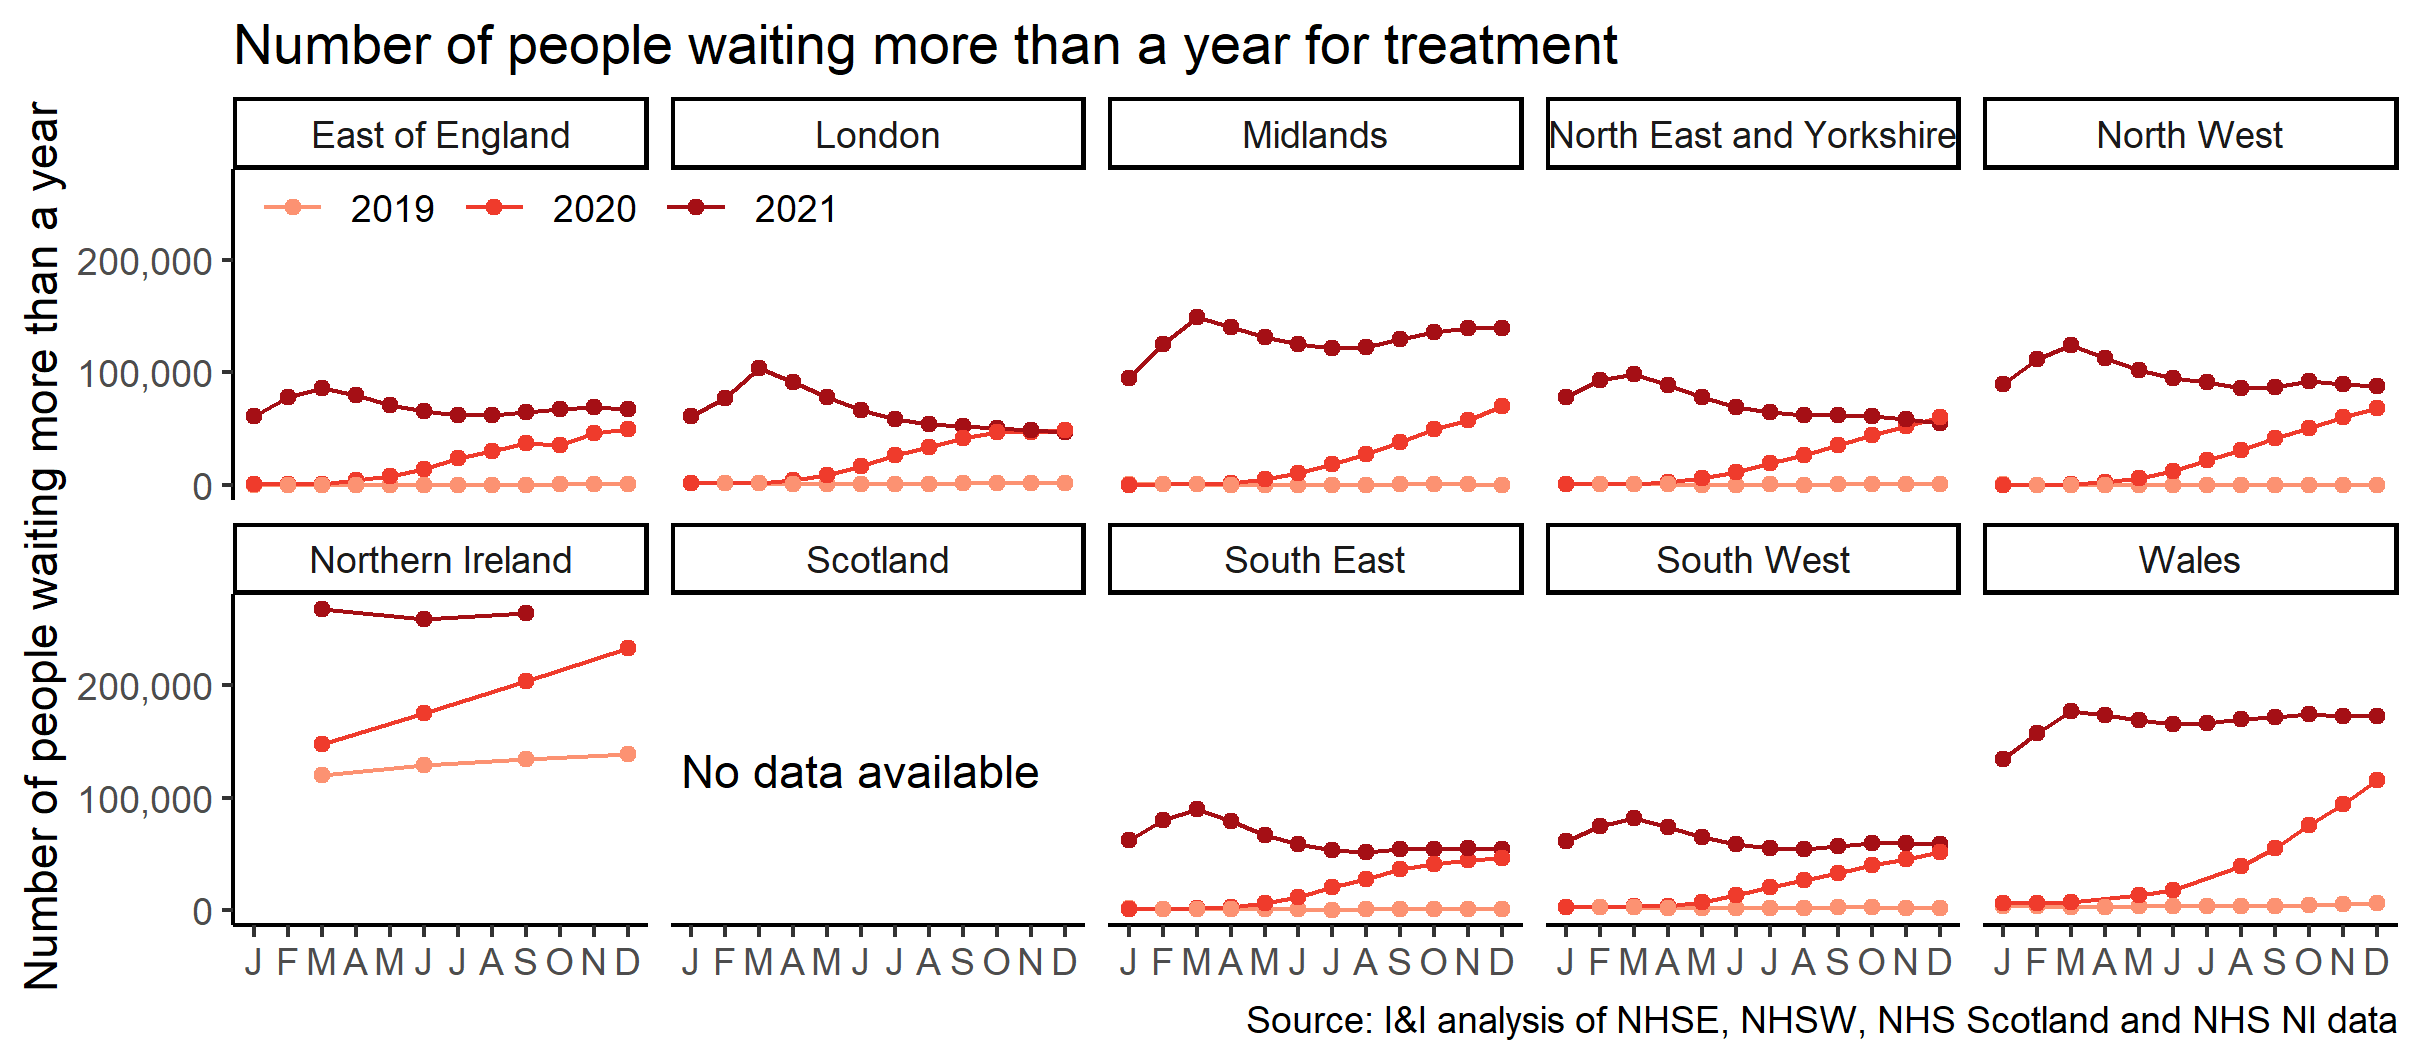 Number of people waiting more than a year for treatment
Number of people waiting more than a year
East of England
London
Midlands
North East and Yorkshire
North West
2019 2020 2021
200,000
100,000
0
Northern Ireland
Scotland
South East
South West
Wales
200,000
100,000
0
No data available
J F M A M J J A S O N D
J F M A M J J A S O N D
J F M A M J J A S O N D
J F M A M J J A S O N D
J F M A M J J A S O N D
Source: I&I analysis of NHSE, NHSW, NHS Scotland and NHS NI data